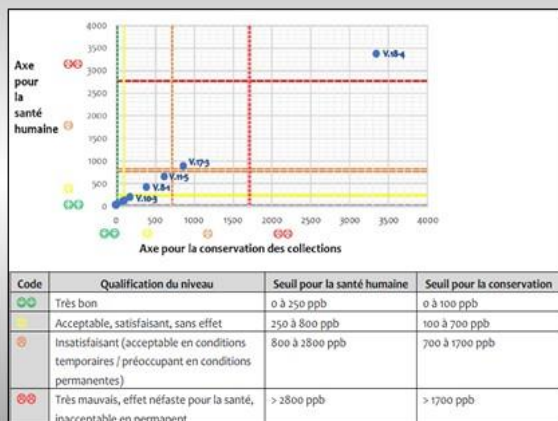 4000
3500
3000
2500
2000
1500
1000
500
0
Axe
pour
la
santé
humaine
V.18-4
V.17-3
V.11-5
V.8-1
V.10-3
0 500 1000 1500 2000 2500 3000 3500 4000
Axe pour la conservation des collections
Code Qualification du niveau Seuil pour la santé humaine Seuil pour la conservation
Très bon 0 à 250 ppb 0 à 100 ppb
Acceptable, satisfaisant, sans effet 250 à 800 ppb 100 à 700 ppb
Insatisfaisant (acceptable en conditions 800 à 2800 ppb 700 à 1700 ppb
temporaires / préoccupant en conditions
permanentes)
Très mauvais, effet néfaste pour la santé, > 2800 ppb > 1700 ppb
inacceptable en permanent